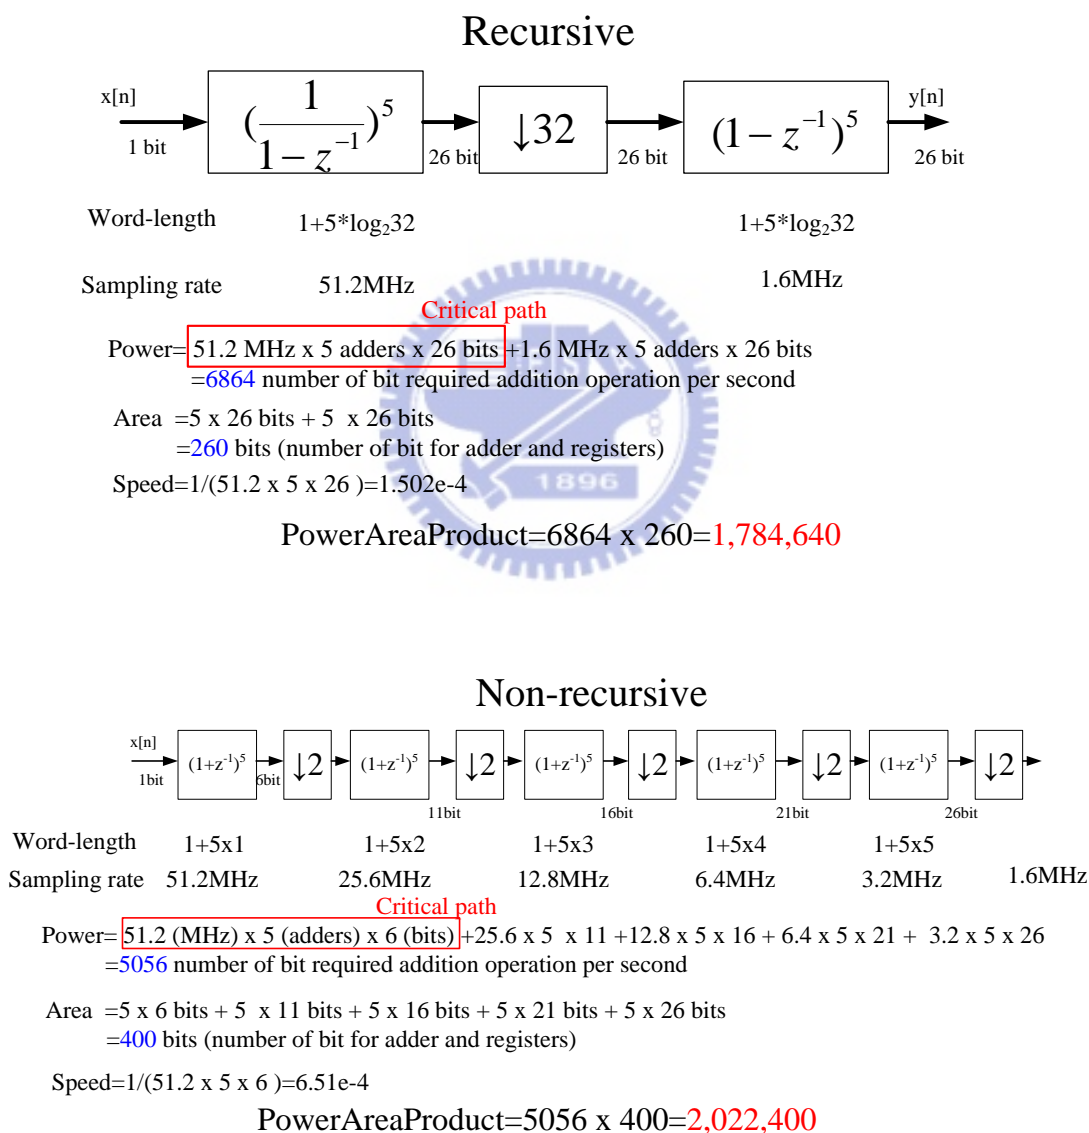 Recursive
x[n]
1 bit
(1/(1 − z⁻¹))⁵
26 bit
↓32
26 bit
(1 − z⁻¹)⁵
y[n]
26 bit
Word-length 1+5*log₂32 1+5*log₂32
Sampling rate 51.2MHz 1.6MHz
Critical path
Power= 51.2 MHz x 5 adders x 26 bits +1.6 MHz x 5 adders x 26 bits
=6864 number of bit required addition operation per second
Area =5 x 26 bits + 5 x 26 bits
=260 bits (number of bit for adder and registers)
Speed=1/(51.2 x 5 x 26 )=1.502e-4
1896
PowerAreaProduct=6864 x 260=1,784,640
Non-recursive
x[n]
1bit
(1+z⁻¹)⁵
6bit
↓2
(1+z⁻¹)⁵
11bit
↓2
(1+z⁻¹)⁵
16bit
↓2
(1+z⁻¹)⁵
21bit
↓2
(1+z⁻¹)⁵
26bit
↓2
Word-length 1+5x1 1+5x2 1+5x3 1+5x4 1+5x5
Sampling rate 51.2MHz 25.6MHz 12.8MHz 6.4MHz 3.2MHz 1.6MHz
Critical path
Power= 51.2 (MHz) x 5 (adders) x 6 (bits) +25.6 x 5 x 11 +12.8 x 5 x 16 + 6.4 x 5 x 21 + 3.2 x 5 x 26
=5056 number of bit required addition operation per second
Area =5 x 6 bits + 5 x 11 bits + 5 x 16 bits + 5 x 21 bits + 5 x 26 bits
=400 bits (number of bit for adder and registers)
Speed=1/(51.2 x 5 x 6 )=6.51e-4
PowerAreaProduct=5056 x 400=2,022,400